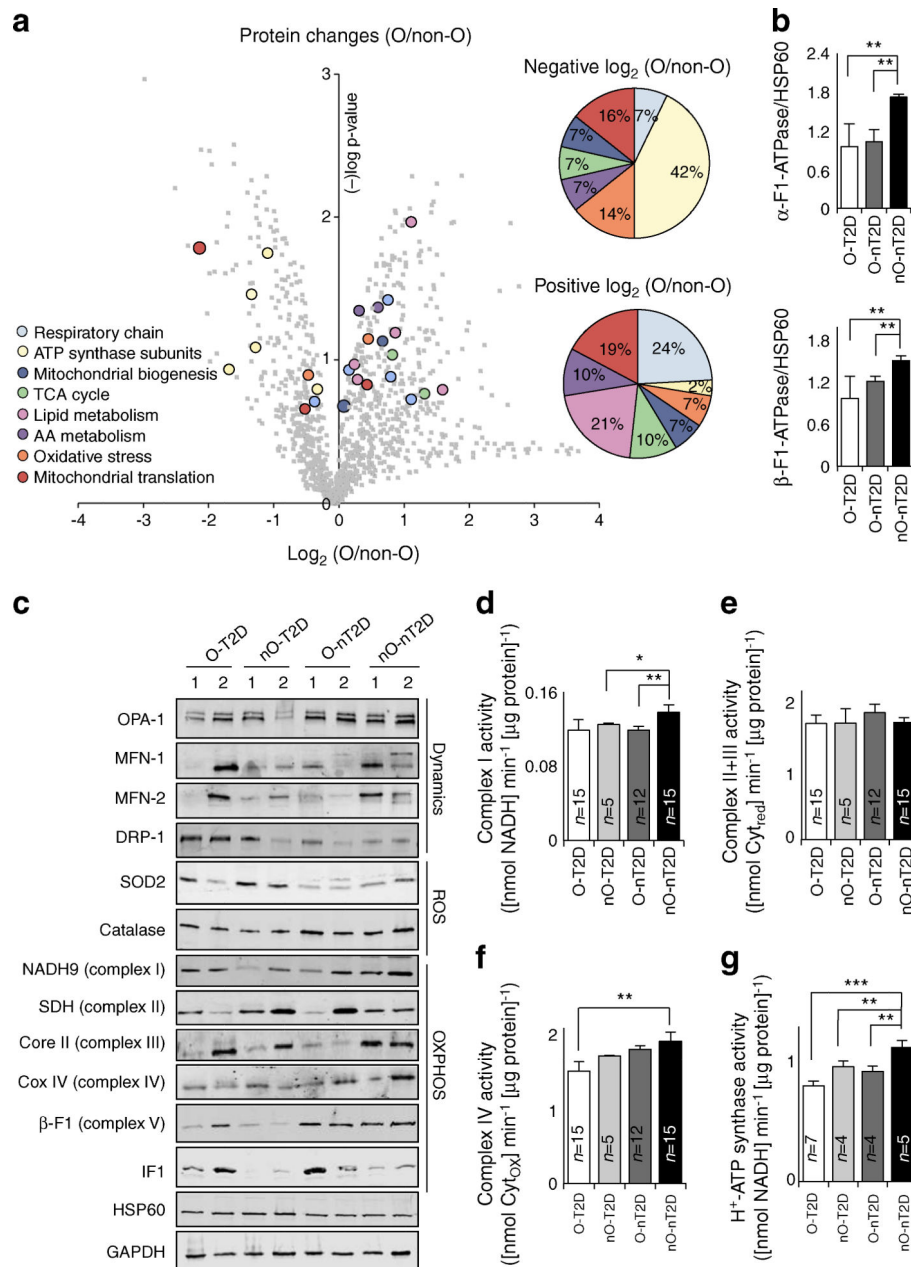 a
Protein changes (O/non-O)
3
2
1
0
(–)log p-value
-4
-3
-2
-1
0
1
2
3
4
Log2 (O/non-O)
Respiratory chain
ATP synthase subunits
Mitochondrial biogenesis
TCA cycle
Lipid metabolism
AA metabolism
Oxidative stress
Mitochondrial translation
Negative log2 (O/non-O)
16%
7%
7%
42%
7%
7%
14%
Positive log2 (O/non-O)
19%
24%
10%
2%
7%
21%
7%
10%
b
α-F1-ATPase/HSP60
2.4
1.8
1.2
0.6
0
**
**
O-T2D
O-nT2D
nO-nT2D
β-F1-ATPase/HSP60
1.8
1.2
0.6
0
**
**
O-T2D
O-nT2D
nO-nT2D
c
O-T2D
nO-T2D
O-nT2D
nO-nT2D
1 2 1 2 1 2 1 2
OPA-1
MFN-1
MFN-2
DRP-1
Dynamics
SOD2
Catalase
ROS
NADH9 (complex I)
SDH (complex II)
Core II (complex III)
Cox IV (complex IV)
β-F1 (complex V)
IF1
OXPHOS
HSP60
GAPDH
d
Complex I activity
([nmol NADH] min-1 [µg protein]-1)
0.16
0.08
0
*
**
n=15
n=5
n=12
n=15
O-T2D
nO-T2D
O-nT2D
nO-nT2D
e
Complex II+III activity
([nmol Cytred] min-1 [µg protein]-1)
2
1
0
n=15
n=5
n=12
n=15
O-T2D
nO-T2D
O-nT2D
nO-nT2D
f
Complex IV activity
([nmol CytOX] min-1 [µg protein]-1)
2
1
0
**
n=15
n=5
n=12
n=15
O-T2D
nO-T2D
O-nT2D
nO-nT2D
g
H+-ATP synthase activity
([nmol NADH] min-1 [µg protein]-1)
1
0
***
**
**
n=7
n=4
n=4
n=5
O-T2D
nO-T2D
O-nT2D
nO-nT2D